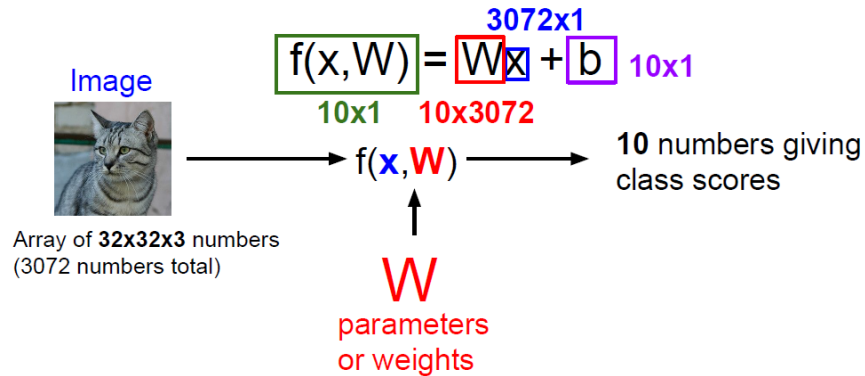 3072x1
f(x,W) = Wx + b 10x1
10x1 10x3072
Image
f(x,W)
10 numbers giving
class scores
Array of 32x32x3 numbers
(3072 numbers total)
W
parameters
or weights